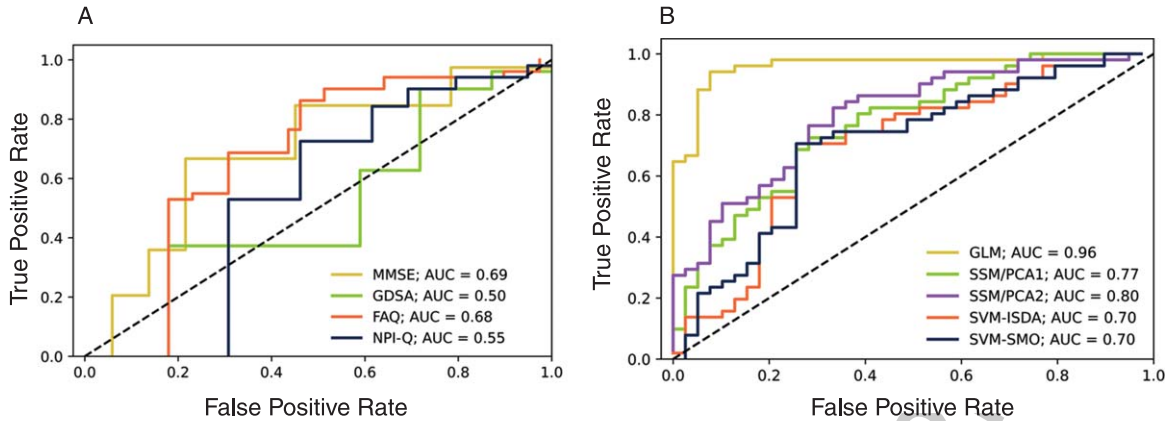 A
1.0
0.8
0.6
0.4
0.2
0.0
True Positive Rate
MMSE; AUC = 0.69
GDSA; AUC = 0.50
FAQ; AUC = 0.68
NPI-Q; AUC = 0.55
0.0 0.2 0.4 0.6 0.8 1.0
False Positive Rate
B
1.0
0.8
0.6
0.4
0.2
0.0
True Positive Rate
GLM; AUC = 0.96
SSM/PCA1; AUC = 0.77
SSM/PCA2; AUC = 0.80
SVM-ISDA; AUC = 0.70
SVM-SMO; AUC = 0.70
0.0 0.2 0.4 0.6 0.8 1.0
False Positive Rate